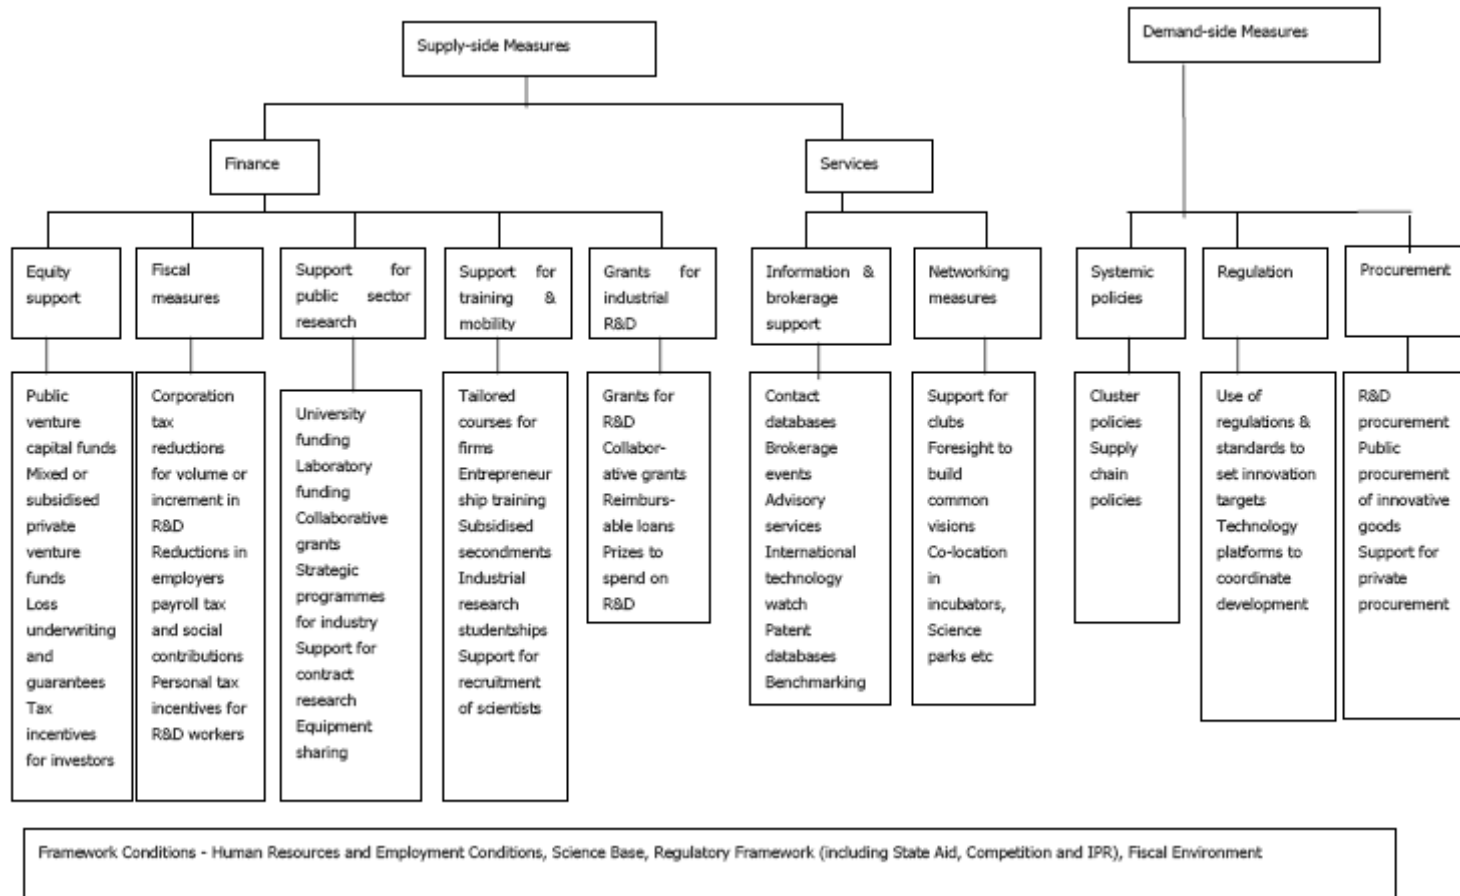 Supply-side Measures
Demand-side Measures
Finance
Services
Equity
support
Fiscal
measures
Support for
public sector
research
Support for
training &
mobility
Grants for
industrial
R&D
Information &
brokerage
support
Networking
measures
Systemic
policies
Regulation
Procurement
Public
venture
capital funds
Mixed or
subsidised
private
venture
funds
Loss
underwriting
and
guarantees
Tax
incentives
for investors
Corporation
tax
reductions
for volume or
increment in
R&D
Reductions in
employers
payroll tax
and social
contributions
Personal tax
incentives for
R&D workers
University
funding
Laboratory
funding
Collaborative
grants
Strategic
programmes
for industry
Support for
contract
research
Equipment
sharing
Tailored
courses for
firms
Entrepreneur
ship training
Subsidised
secondments
Industrial
research
studentships
Support for
recruitment
of scientists
Grants for
R&D
Collabor-
ative grants
Reimburs-
able loans
Prizes to
spend on
R&D
Contact
databases
Brokerage
events
Advisory
services
International
technology
watch
Patent
databases
Benchmarking
Support for
clubs
Foresight to
build
common
visions
Co-location
in
incubators,
Science
parks etc
Cluster
policies
Supply
chain
policies
Use of
regulations &
standards to
set innovation
targets
Technology
platforms to
coordinate
development
R&D
procurement
Public
procurement
of innovative
goods
Support for
private
procurement
Framework Conditions - Human Resources and Employment Conditions, Science Base, Regulatory Framework (including State Aid, Competition and IPR), Fiscal Environment